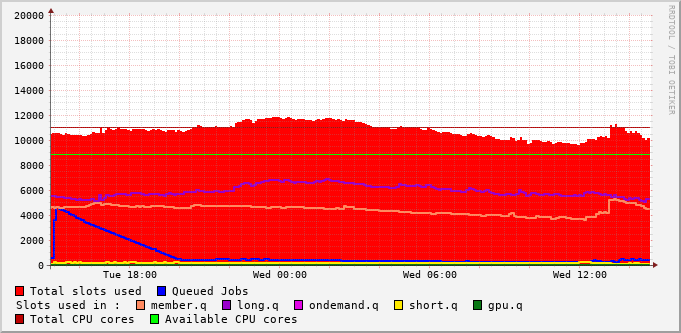 RRDTOOL / TOBI OETIKER
20000
18000
16000
14000
12000
10000
8000
6000
4000
2000
0
Tue 18:00 Wed 00:00 Wed 06:00 Wed 12:00
Total slots used Queued Jobs
Slots used in : member.q long.q ondemand.q short.q gpu.q
Total CPU cores Available CPU cores